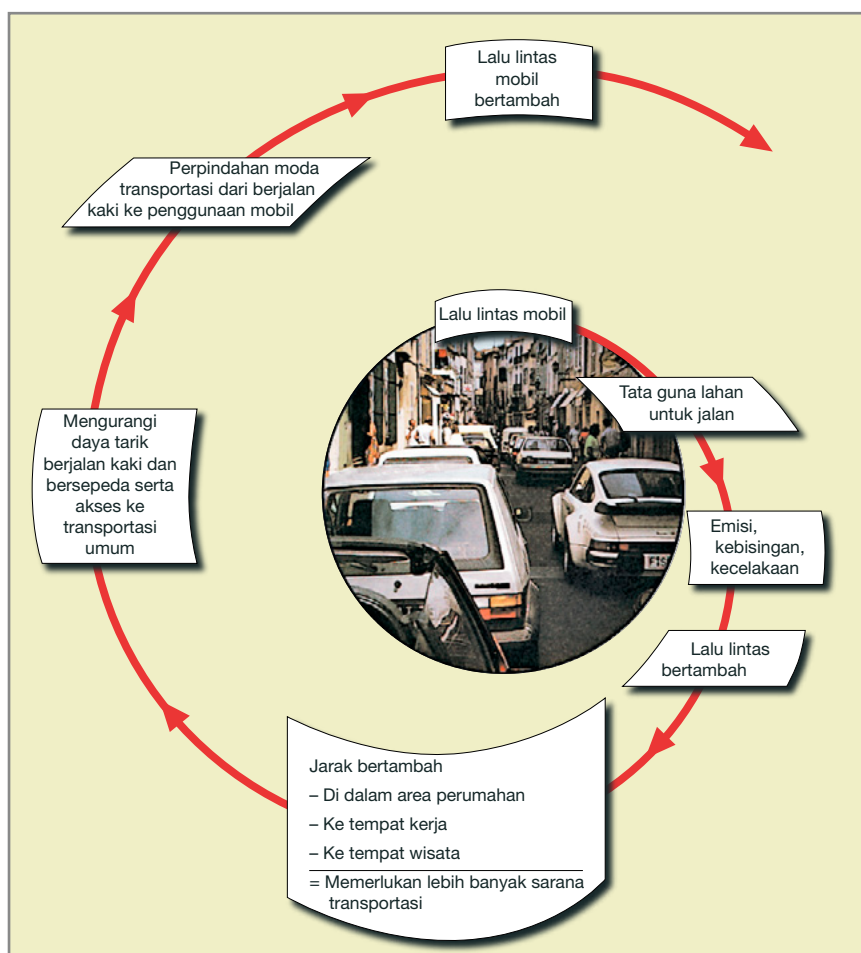 Lalu lintas
mobil
bertambah
Perpindahan moda
transportasi dari berjalan
kaki ke penggunaan mobil
Lalu lintas mobil
Tata guna lahan
untuk jalan
Mengurangi
daya tarik
berjalan kaki dan
bersepeda serta
akses ke
transportasi
umum
Emisi,
kebisingan,
kecelakaan
Lalu lintas
bertambah
Jarak bertambah
– Di dalam area perumahan
– Ke tempat kerja
– Ke tempat wisata
= Memerlukan lebih banyak sarana
transportasi